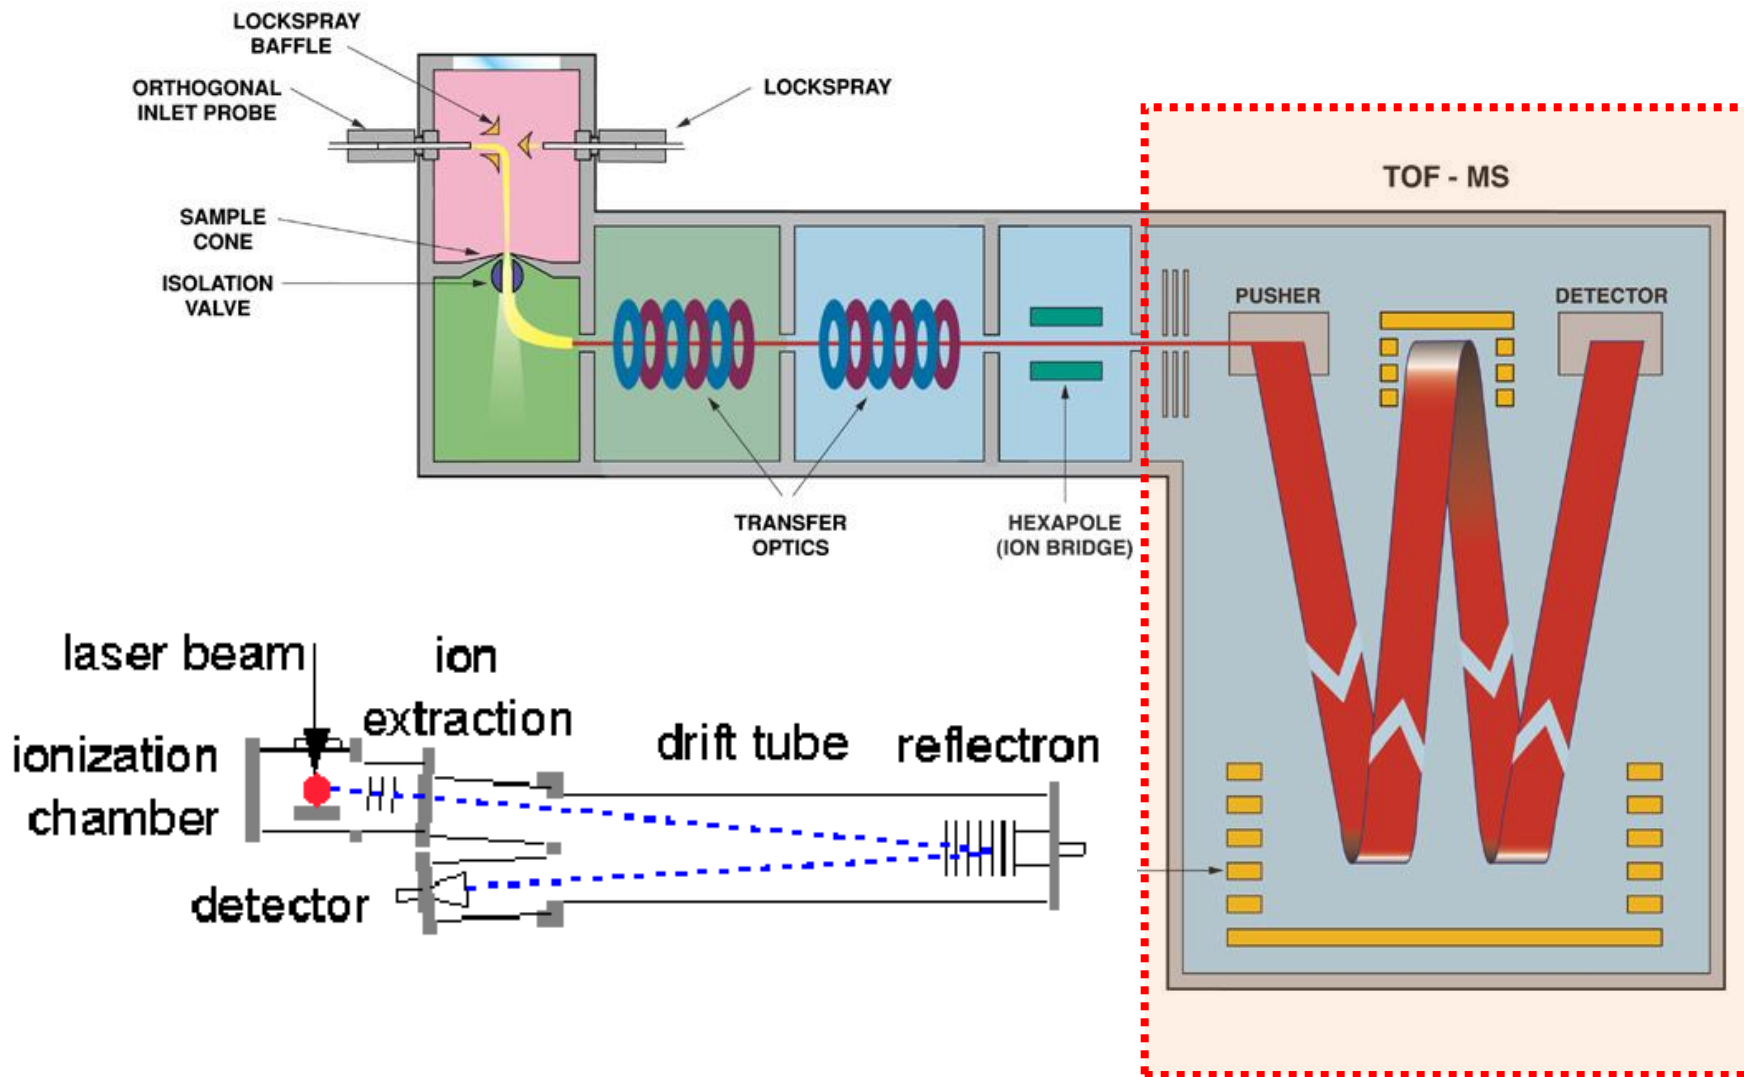 LOCKSPRAY
BAFFLE
ORTHOGONAL
INLET PROBE
LOCKSPRAY
SAMPLE
CONE
ISOLATION
VALVE
TRANSFER
OPTICS
HEXAPOLE
(ION BRIDGE)
TOF - MS
PUSHER
DETECTOR
laser beam
ion
extraction
ionization
chamber
drift tube
reflectron
detector